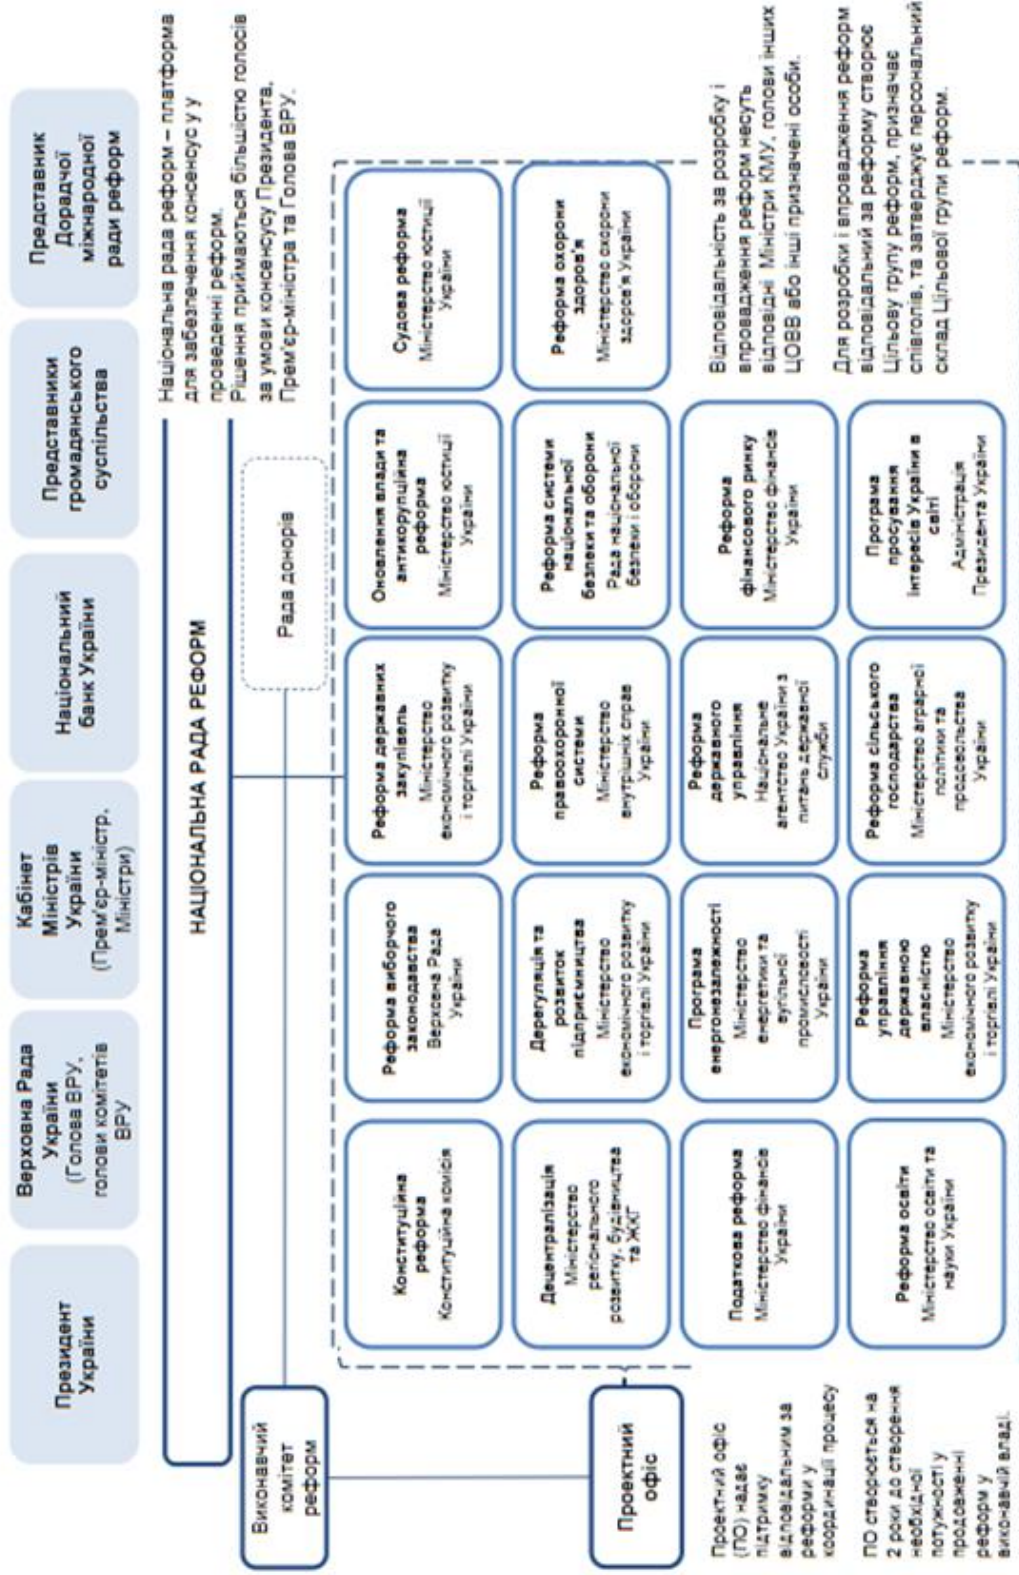 Президент
України
Верховна Рада
України
(Голова ВРУ,
голови комітетів
ВРУ
Кабінет
Міністрів
України
(Прем'єр-міністр,
Міністри)
Національний
банк України
Представники
громадянського
суспільства
Представник
Дорадчої
міжнародної
ради реформ
НАЦІОНАЛЬНА РАДА РЕФОРМ
Національна рада реформ – платформа
для забезпечення консенсусу у
проведенні реформ.
Рішення приймаються більшістю голосів
за умови консенсусу Президента,
Прем'єр-міністра та Голова ВРУ.
Виконавчий
комітет
реформ
Рада донорів
Конституційна
реформа
Конституційна комісія
Реформа виборчого
законодавства
Верховна Рада
України
Реформа державних
закупівель
Міністерство
економічного розвитку
і торгівлі України
Оновлення влади та
антикорупційна
реформа
Міністерство юстиції
України
Судова реформа
Міністерство юстиції
України
Децентралізація
Міністерство
регіонального
розвитку, будівництва
та ЖКГ
Дерегуляція та
розвиток
підприємництва
Міністерство
економічного розвитку
і торгівлі України
Реформа
правоохоронної
системи
Міністерство
внутрішніх справ
України
Реформа системи
національної
безпеки та оборони
Рада національної
безпеки і оборони
Реформа охорони
здоров'я
Міністерство охорони
здоров'я України
Проектний
офіс
Податкова реформа
Міністерство фінансів
України
Програма
енергонезалежності
Міністерство
енергетики та
вугільної
промисловості
України
Реформа
державного
управління
Національне
агентство України з
питань державної
служби
Реформа
фінансового ринку
Міністерство фінансів
України
Реформа освіти
Міністерство освіти та
науки України
Реформа
управління
державною
власністю
Міністерство
економічного розвитку
і торгівлі України
Реформа сільського
господарства
Міністерство аграрної
політики та
продовольства
України
Програма
просування
інтересів України в
світі
Адміністрація
Президента України
Проектний офіс
(ПО) надає
підтримку
відповідальним за
реформи у
координації процесу
ПО створюється на
2 роки до створення
необхідної
потужності у
продовженні
реформ у
виконавчій владі.
Відповідальність за розробку і
впровадження реформ несуть
відповідні Міністри КМУ, голови інших
ЦОВВ або інші призначені особи.
Для розробки і впровадження реформ
відповідальний за реформу створює
Цільову групу реформ, призначає
співголів, та затверджує персональний
склад Цільової групи реформ.